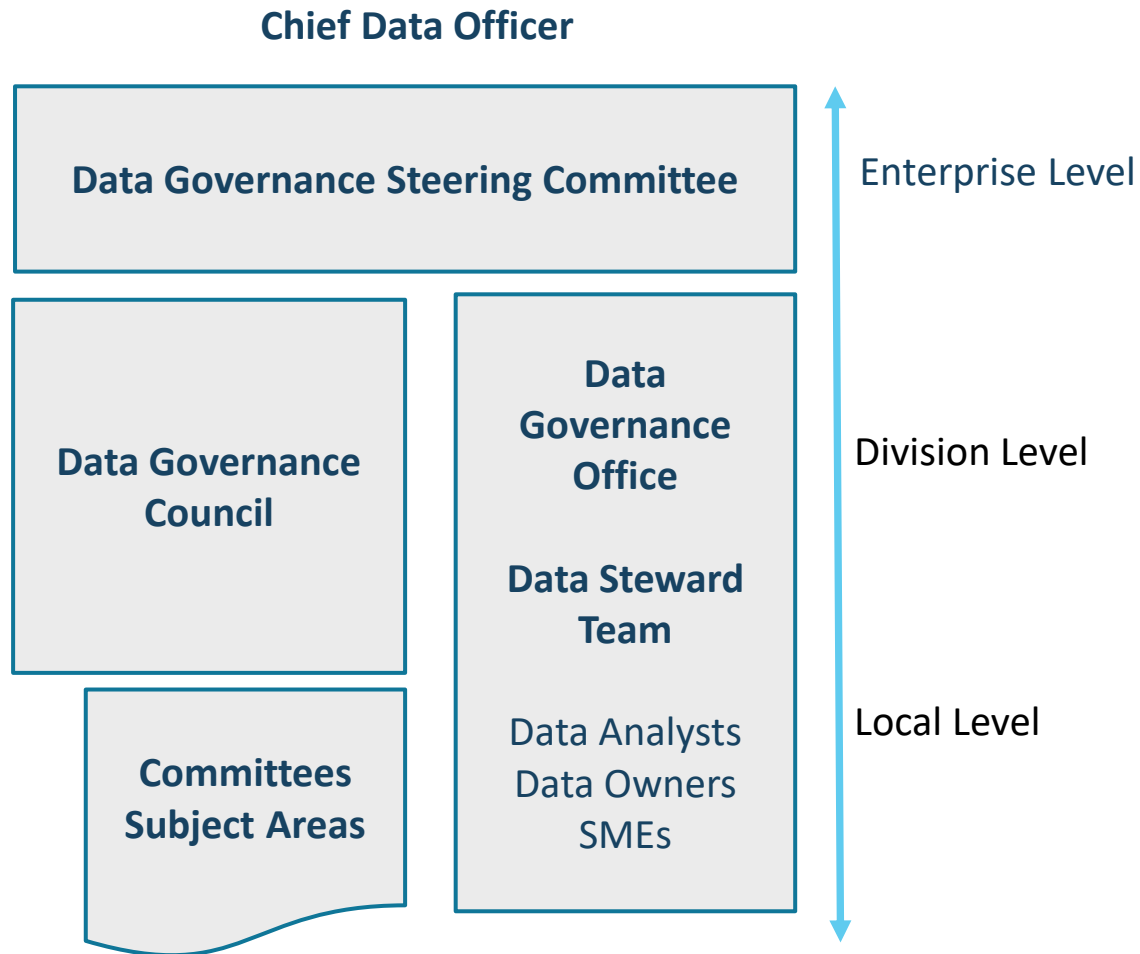 Chief Data Officer
Data Governance Steering Committee
Enterprise Level
Data Governance
Council
Data
Governance
Office
Data Steward
Team
Data Analysts
Data Owners
SMEs
Division Level
Committees
Subject Areas
Local Level